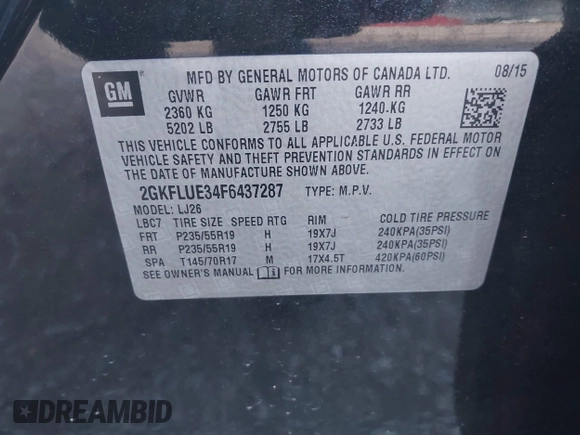 GM
MFD BY GENERAL MOTORS OF CANADA LTD. 08/15
GVWR GAWR FRT GAWR RR
2360 KG 1250 KG 1240 KG
5202 LB 2755 LB 2733 LB
THIS VEHICLE CONFORMS TO ALL APPLICABLE U.S. FEDERAL MOTOR
VEHICLE SAFETY AND THEFT PREVENTION STANDARDS IN EFFECT ON
THE DATE OF MANUFACTURE SHOWN ABOVE.
2GKFLUE34F6437287 TYPE: M.P.V.
MODEL: LJ26
LBC7 TIRE SIZE SPEED RTG RIM COLD TIRE PRESSURE
FRT P235/55R19 H 19X7J 240KPA(35PSI)
RR P235/55R19 H 19X7J 240KPA(35PSI)
SPA T145/70R17 M 17X4.5T 420KPA(60PSI)
SEE OWNER'S MANUAL FOR MORE INFORMATION.
DREAMBID